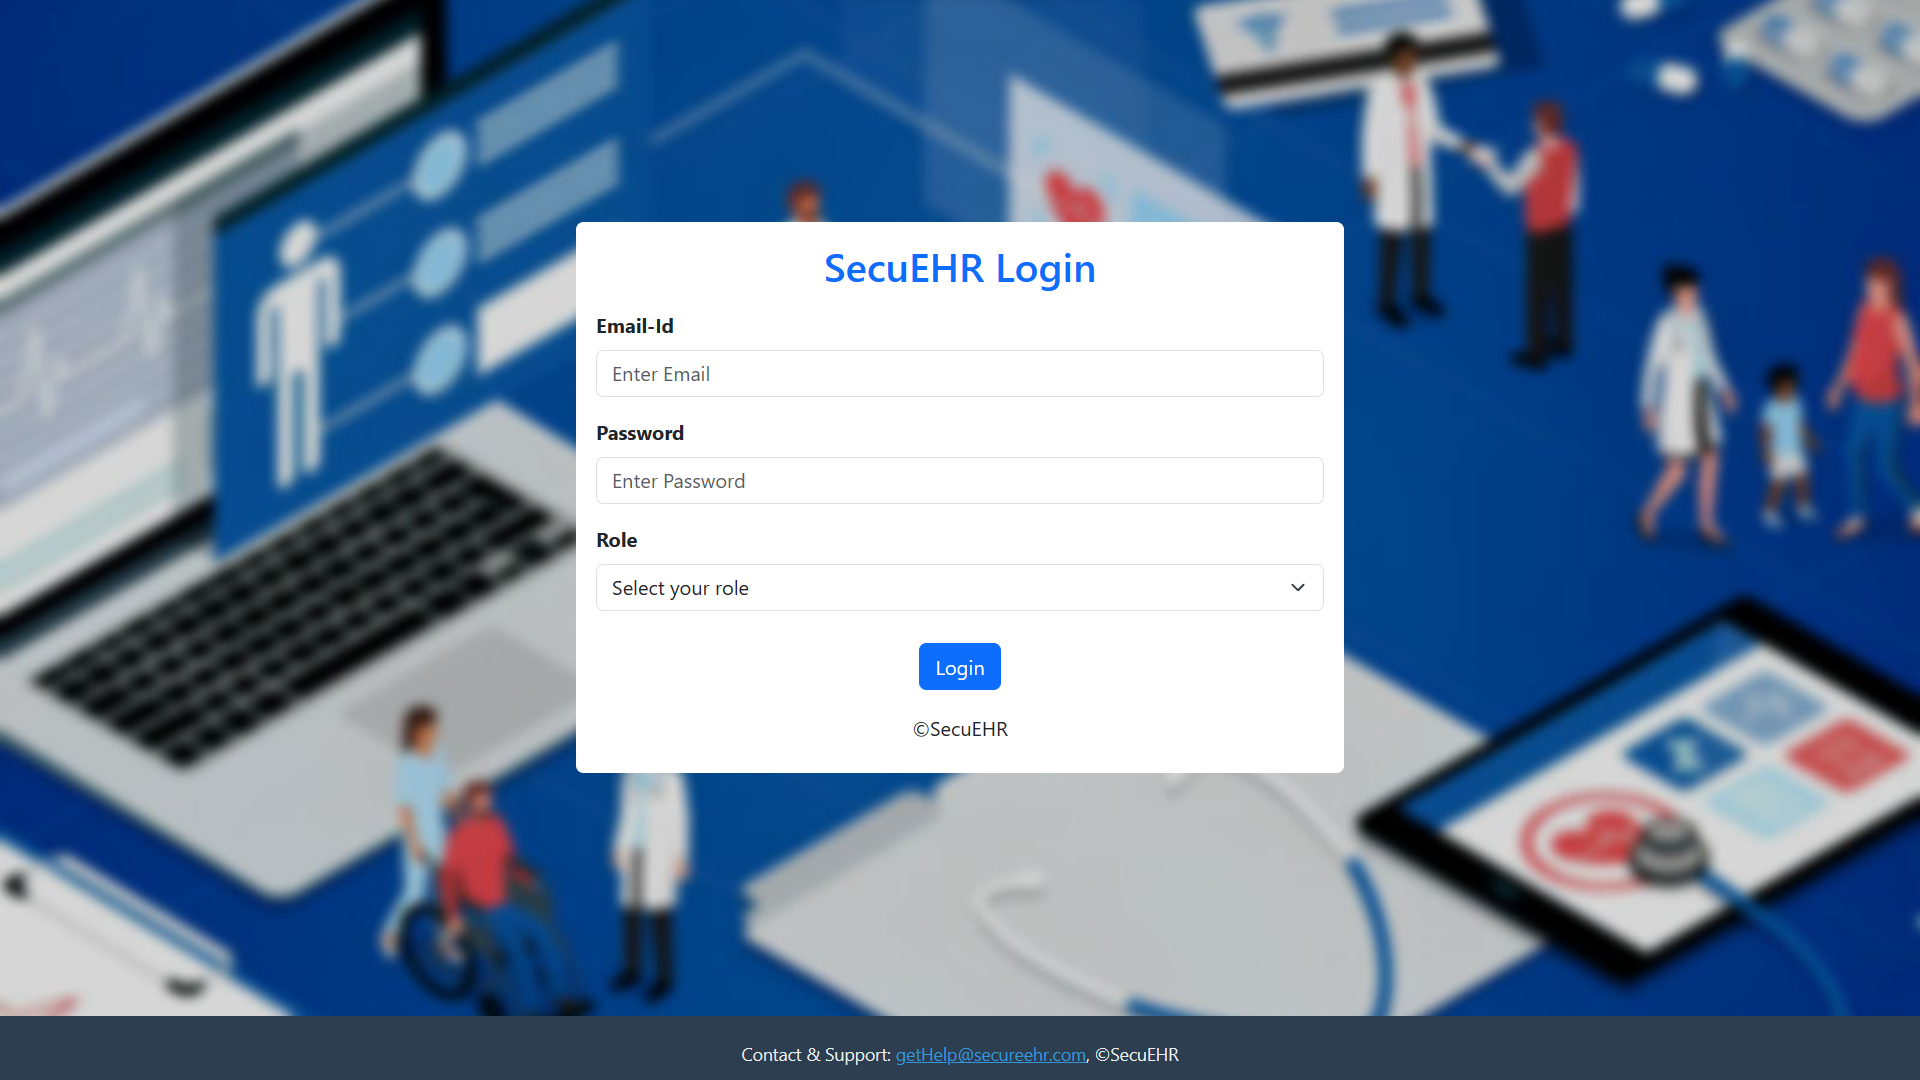 SecuEHR Login
Email-Id
Enter Email
Password
Enter Password
Role
Select your role
Login
©SecuEHR
Contact & Support: getHelp@secureehr.com, ©SecuEHR